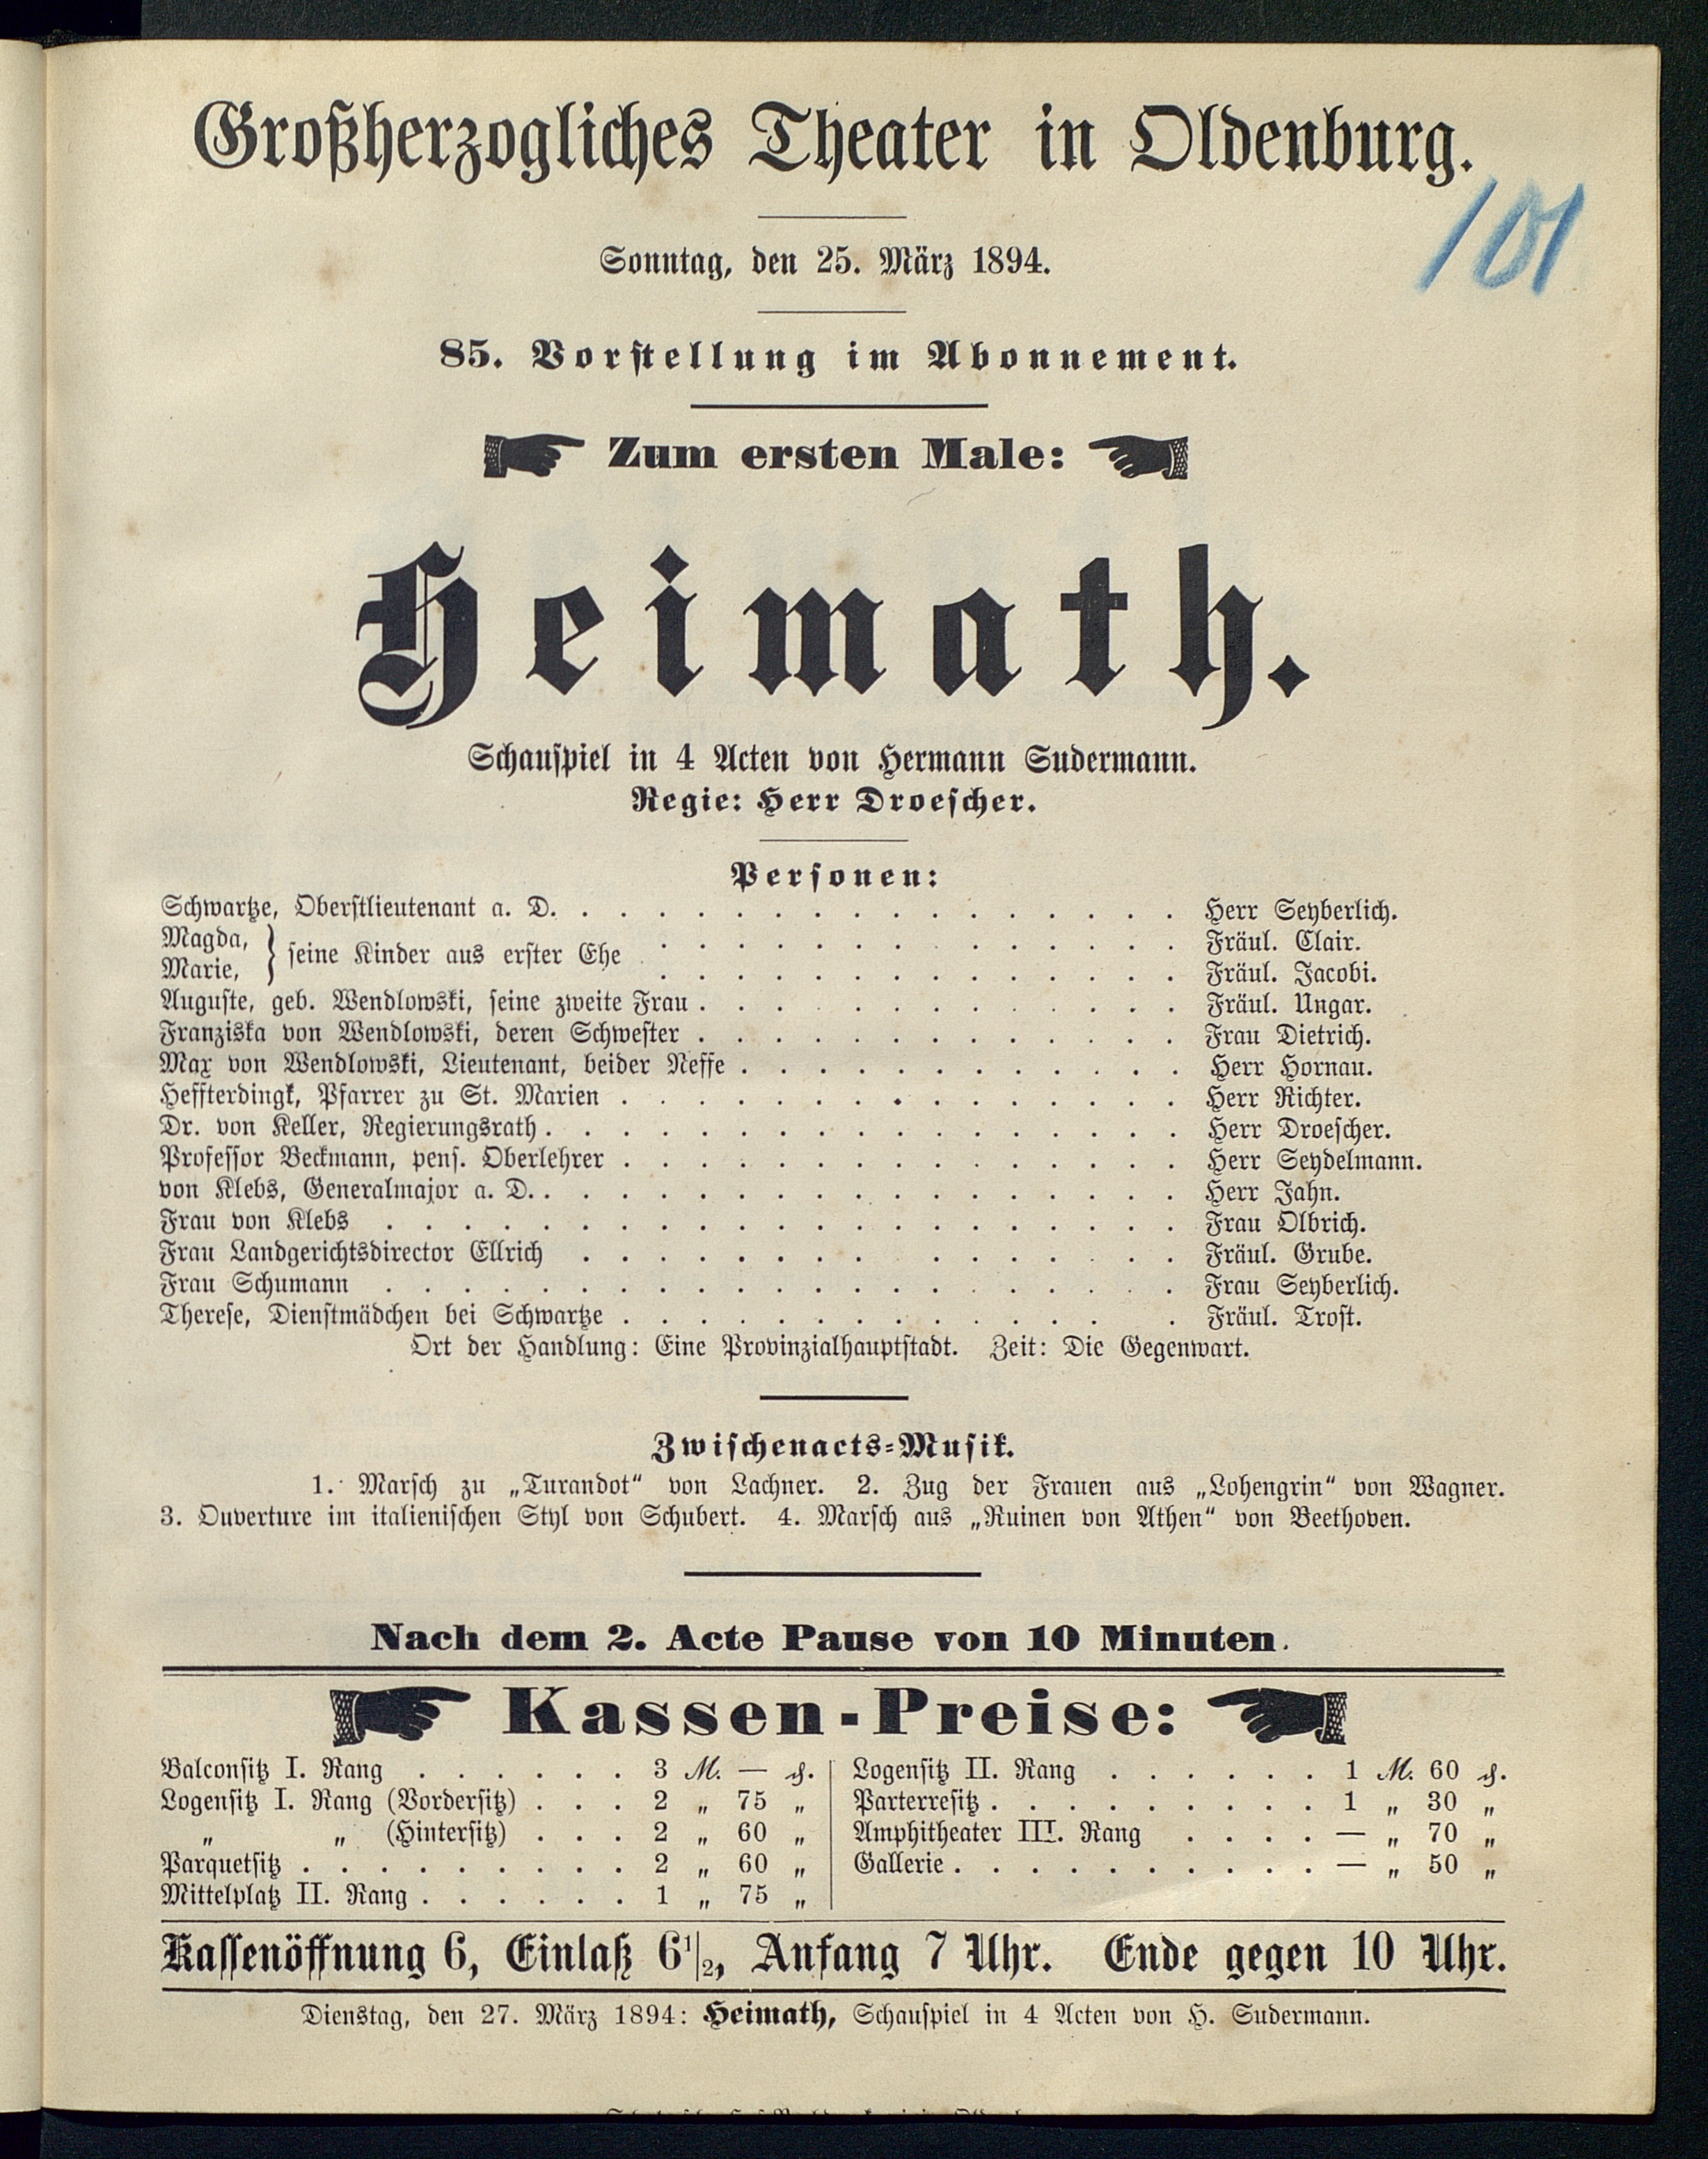 Großherzogliches Theater in Oldenburg.
101
Sonntag, den 25. März 1894.
85. Vorstellung im Abonnement.
Zum ersten Male:
Heimath.
Schauspiel in 4 Acten von Hermann Sudermann.
Regie: Herr Droescher.
Personen:
Schwartze, Oberstlieutenant a. D. . . . . . . . . . . . . . . . . Herr Seyberlich.
Magda, } seine Kinder aus erster Ehe . . . . . . . . . . . . . . Fräul. Clair.
Marie, . . . . . . . . . . . . . . Fräul. Jacobi.
Auguste, geb. Wendlowski, seine zweite Frau . . . . . . . . . . . . . Fräul. Ungar.
Franziska von Wendlowski, deren Schwester . . . . . . . . . . . . . Frau Dietrich.
Max von Wendlowski, Lieutenant, beider Neffe . . . . . . . . . . . . Herr Hornau.
Heffterdingk, Pfarrer zu St. Marien . . . . . . . . . . . . . . . Herr Richter.
Dr. von Keller, Regierungsrath . . . . . . . . . . . . . . . . . Herr Droescher.
Professor Beckmann, pens. Oberlehrer . . . . . . . . . . . . . . . Herr Seydelmann.
von Klebs, Generalmajor a. D. . . . . . . . . . . . . . . . . . Herr Jahn.
Frau von Klebs . . . . . . . . . . . . . . . . . . . . . Frau Olbrich.
Frau Landgerichtsdirector Ellrich . . . . . . . . . . . . . . . . Fräul. Grube.
Frau Schumann . . . . . . . . . . . . . . . . . . . . . Frau Seyberlich.
Therese, Dienstmädchen bei Schwartze . . . . . . . . . . . . . . Fräul. Trost.
Ort der Handlung: Eine Provinzialhauptstadt. Zeit: Die Gegenwart.
Zwischenacts-Musik.
1. Marsch zu „Turandot“ von Lachner. 2. Zug der Frauen aus „Lohengrin“ von Wagner.
3. Ouverture im italienischen Styl von Schubert. 4. Marsch aus „Ruinen von Athen“ von Beethoven.
Nach dem 2. Acte Pause von 10 Minuten.
Kassen-Preise:
Balconsitz I. Rang . . . . . . 3 M. — ₰.
Logensitz I. Rang (Vordersitz) . . . 2 „ 75 „
„ „ (Hintersitz) . . . 2 „ 60 „
Parquetsitz . . . . . . . . . 2 „ 60 „
Mittelplatz II. Rang . . . . . . 1 „ 75 „
Logensitz II. Rang . . . . . . 1 M. 60 ₰.
Parterresitz . . . . . . . . . 1 „ 30 „
Amphitheater III. Rang . . . . — „ 70 „
Gallerie . . . . . . . . . . — „ 50 „
Kassenöffnung 6, Einlaß 6½, Anfang 7 Uhr. Ende gegen 10 Uhr.
Dienstag, den 27. März 1894: Heimath, Schauspiel in 4 Acten von H. Sudermann.